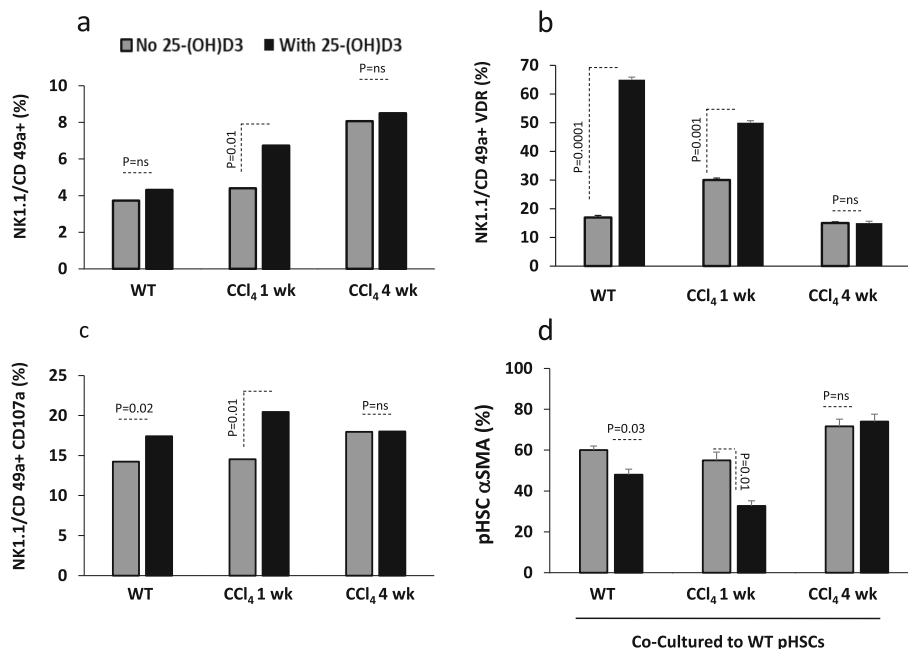 a
No 25-(OH)D3 With 25-(OH)D3
NK1.1/CD 49a+ (%)
10
8
6
4
2
0
P=ns
P=0.01
P=ns
WT CCl₄ 1 wk CCl₄ 4 wk
b
NK1.1/CD 49a+ VDR (%)
70
60
50
40
30
20
10
0
P=0.0001
P=0.001
P=ns
WT CCl₄ 1 wk CCl₄ 4 wk
c
NK1.1/CD 49a+ CD107a (%)
25
20
15
10
5
0
P=0.02
P=0.01
P=ns
WT CCl₄ 1 wk CCl₄ 4 wk
d
pHSC αSMA (%)
100
80
60
40
20
0
P=0.03
P=0.01
P=ns
WT CCl₄ 1 wk CCl₄ 4 wk
Co-Cultured to WT pHSCs